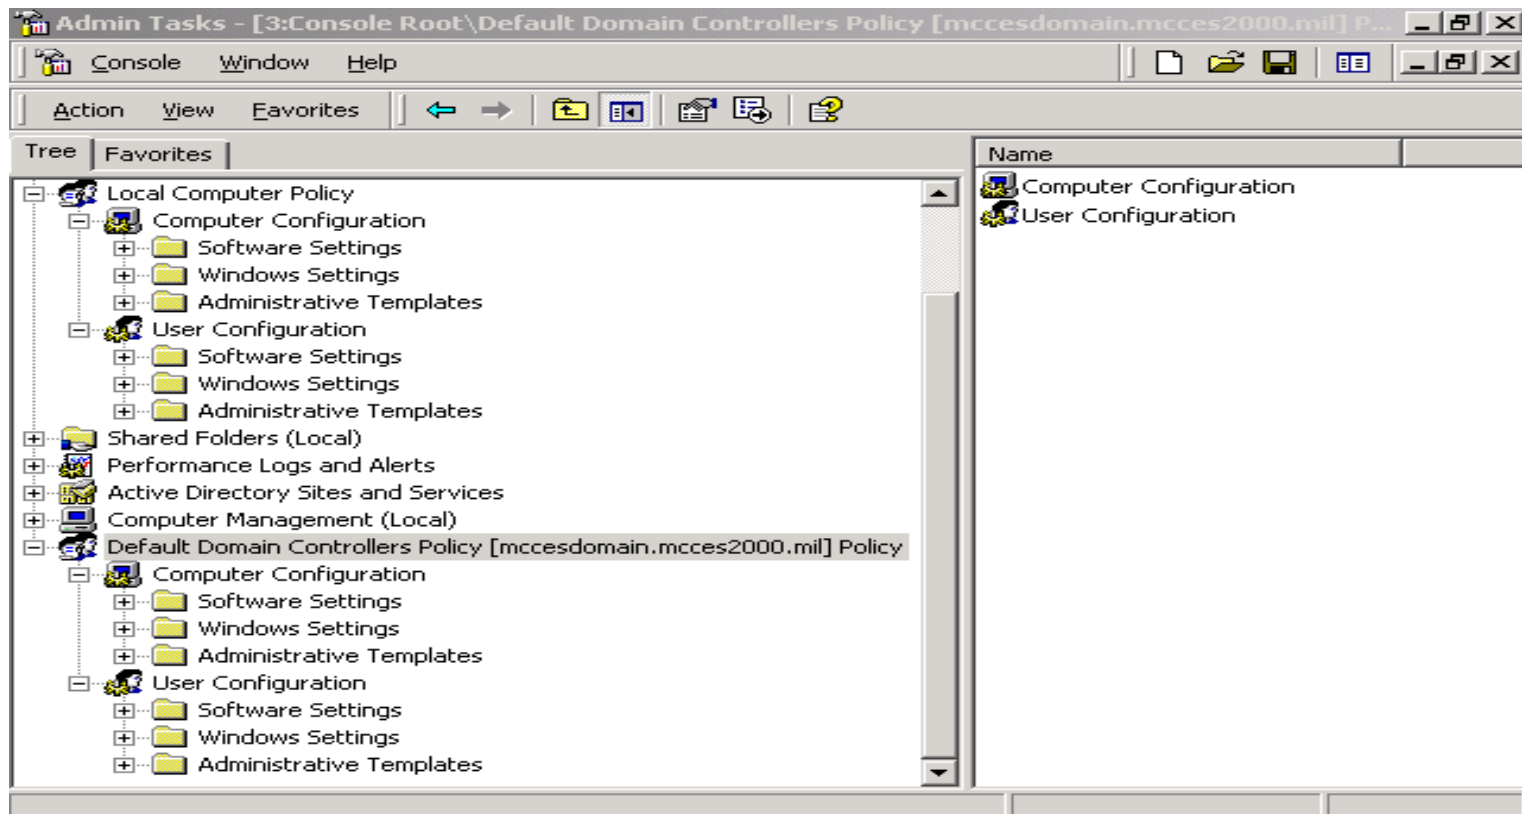 Admin Tasks - [3:Console Root\Default Domain Controllers Policy [mccesdomain.mcces2000.mil] P...
Console Window Help
Action View Favorites
Tree Favorites
Name
Local Computer Policy
Computer Configuration
Software Settings
Windows Settings
Administrative Templates
User Configuration
Software Settings
Windows Settings
Administrative Templates
Shared Folders (Local)
Performance Logs and Alerts
Active Directory Sites and Services
Computer Management (Local)
Default Domain Controllers Policy [mccesdomain.mcces2000.mil] Policy
Computer Configuration
Software Settings
Windows Settings
Administrative Templates
User Configuration
Software Settings
Windows Settings
Administrative Templates
Computer Configuration
User Configuration